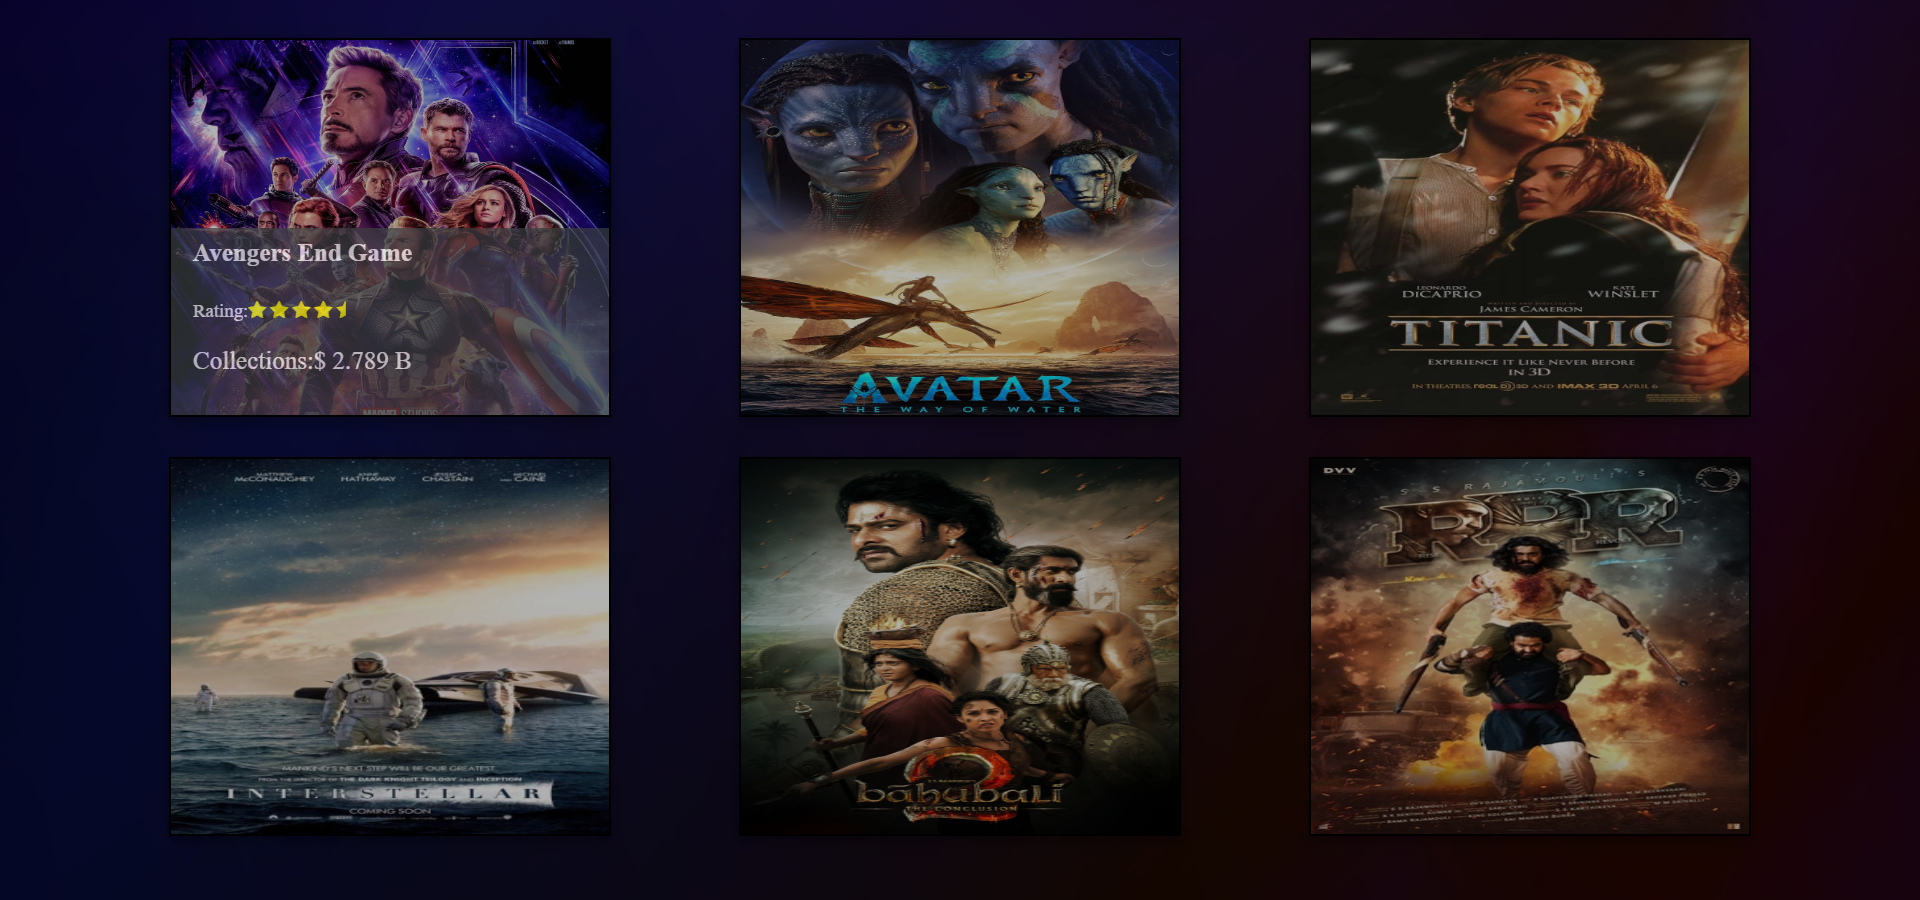 Avengers End Game
Rating:
Collections:$ 2.789 B
MARVEL STUDIOS
AVATAR
THE WAY OF WATER
LEONARDO DICAPRIO
KATE WINSLET
WRITTEN AND DIRECTED BY
JAMES CAMERON
TITANIC
EXPERIENCE IT LIKE NEVER BEFORE
IN 3D
IN THEATRES, REAL D 3D AND IMAX 3D APRIL 6
MATTHEW McCONAUGHEY
ANNE HATHAWAY
JESSICA CHASTAIN
AND MICHAEL CAINE
MANKIND'S NEXT STEP WILL BE OUR GREATEST
FROM THE DIRECTOR OF THE DARK KNIGHT TRILOGY AND INCEPTION
INTERSTELLAR
COMING SOON
2
bahubali
THE CONCLUSION
DVV
S S RAJAMOULI'S
RRR